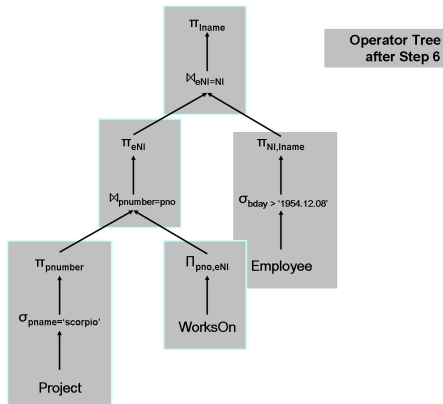 π lname
Operator Tree
after Step 6
⋈ eNI=NI
π eNI
π NI,lname
⋈ pnumber=pno
σ bday > '1954.12.08'
π pnumber
Π pno,eNI
Employee
σ pname='scorpio'
WorksOn
Project